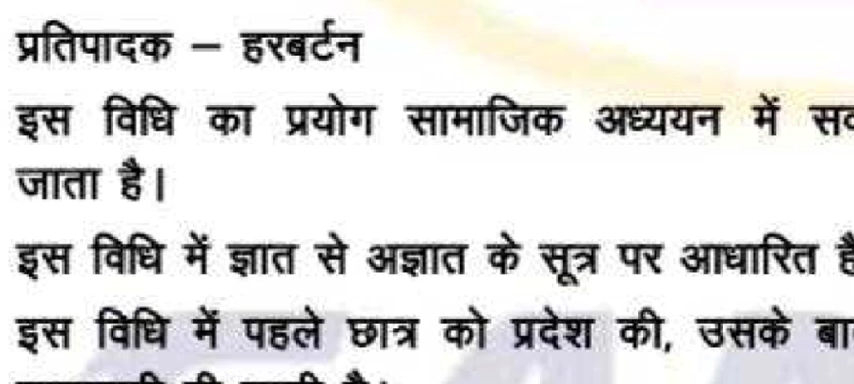 प्रतिपादक – हरबर्टन
इस विधि का प्रयोग सामाजिक अध्ययन में
जाता है।
इस विधि में ज्ञात से अज्ञात के सूत्र पर आधारित है
इस विधि में पहले छात्र को प्रदेश की, उसके